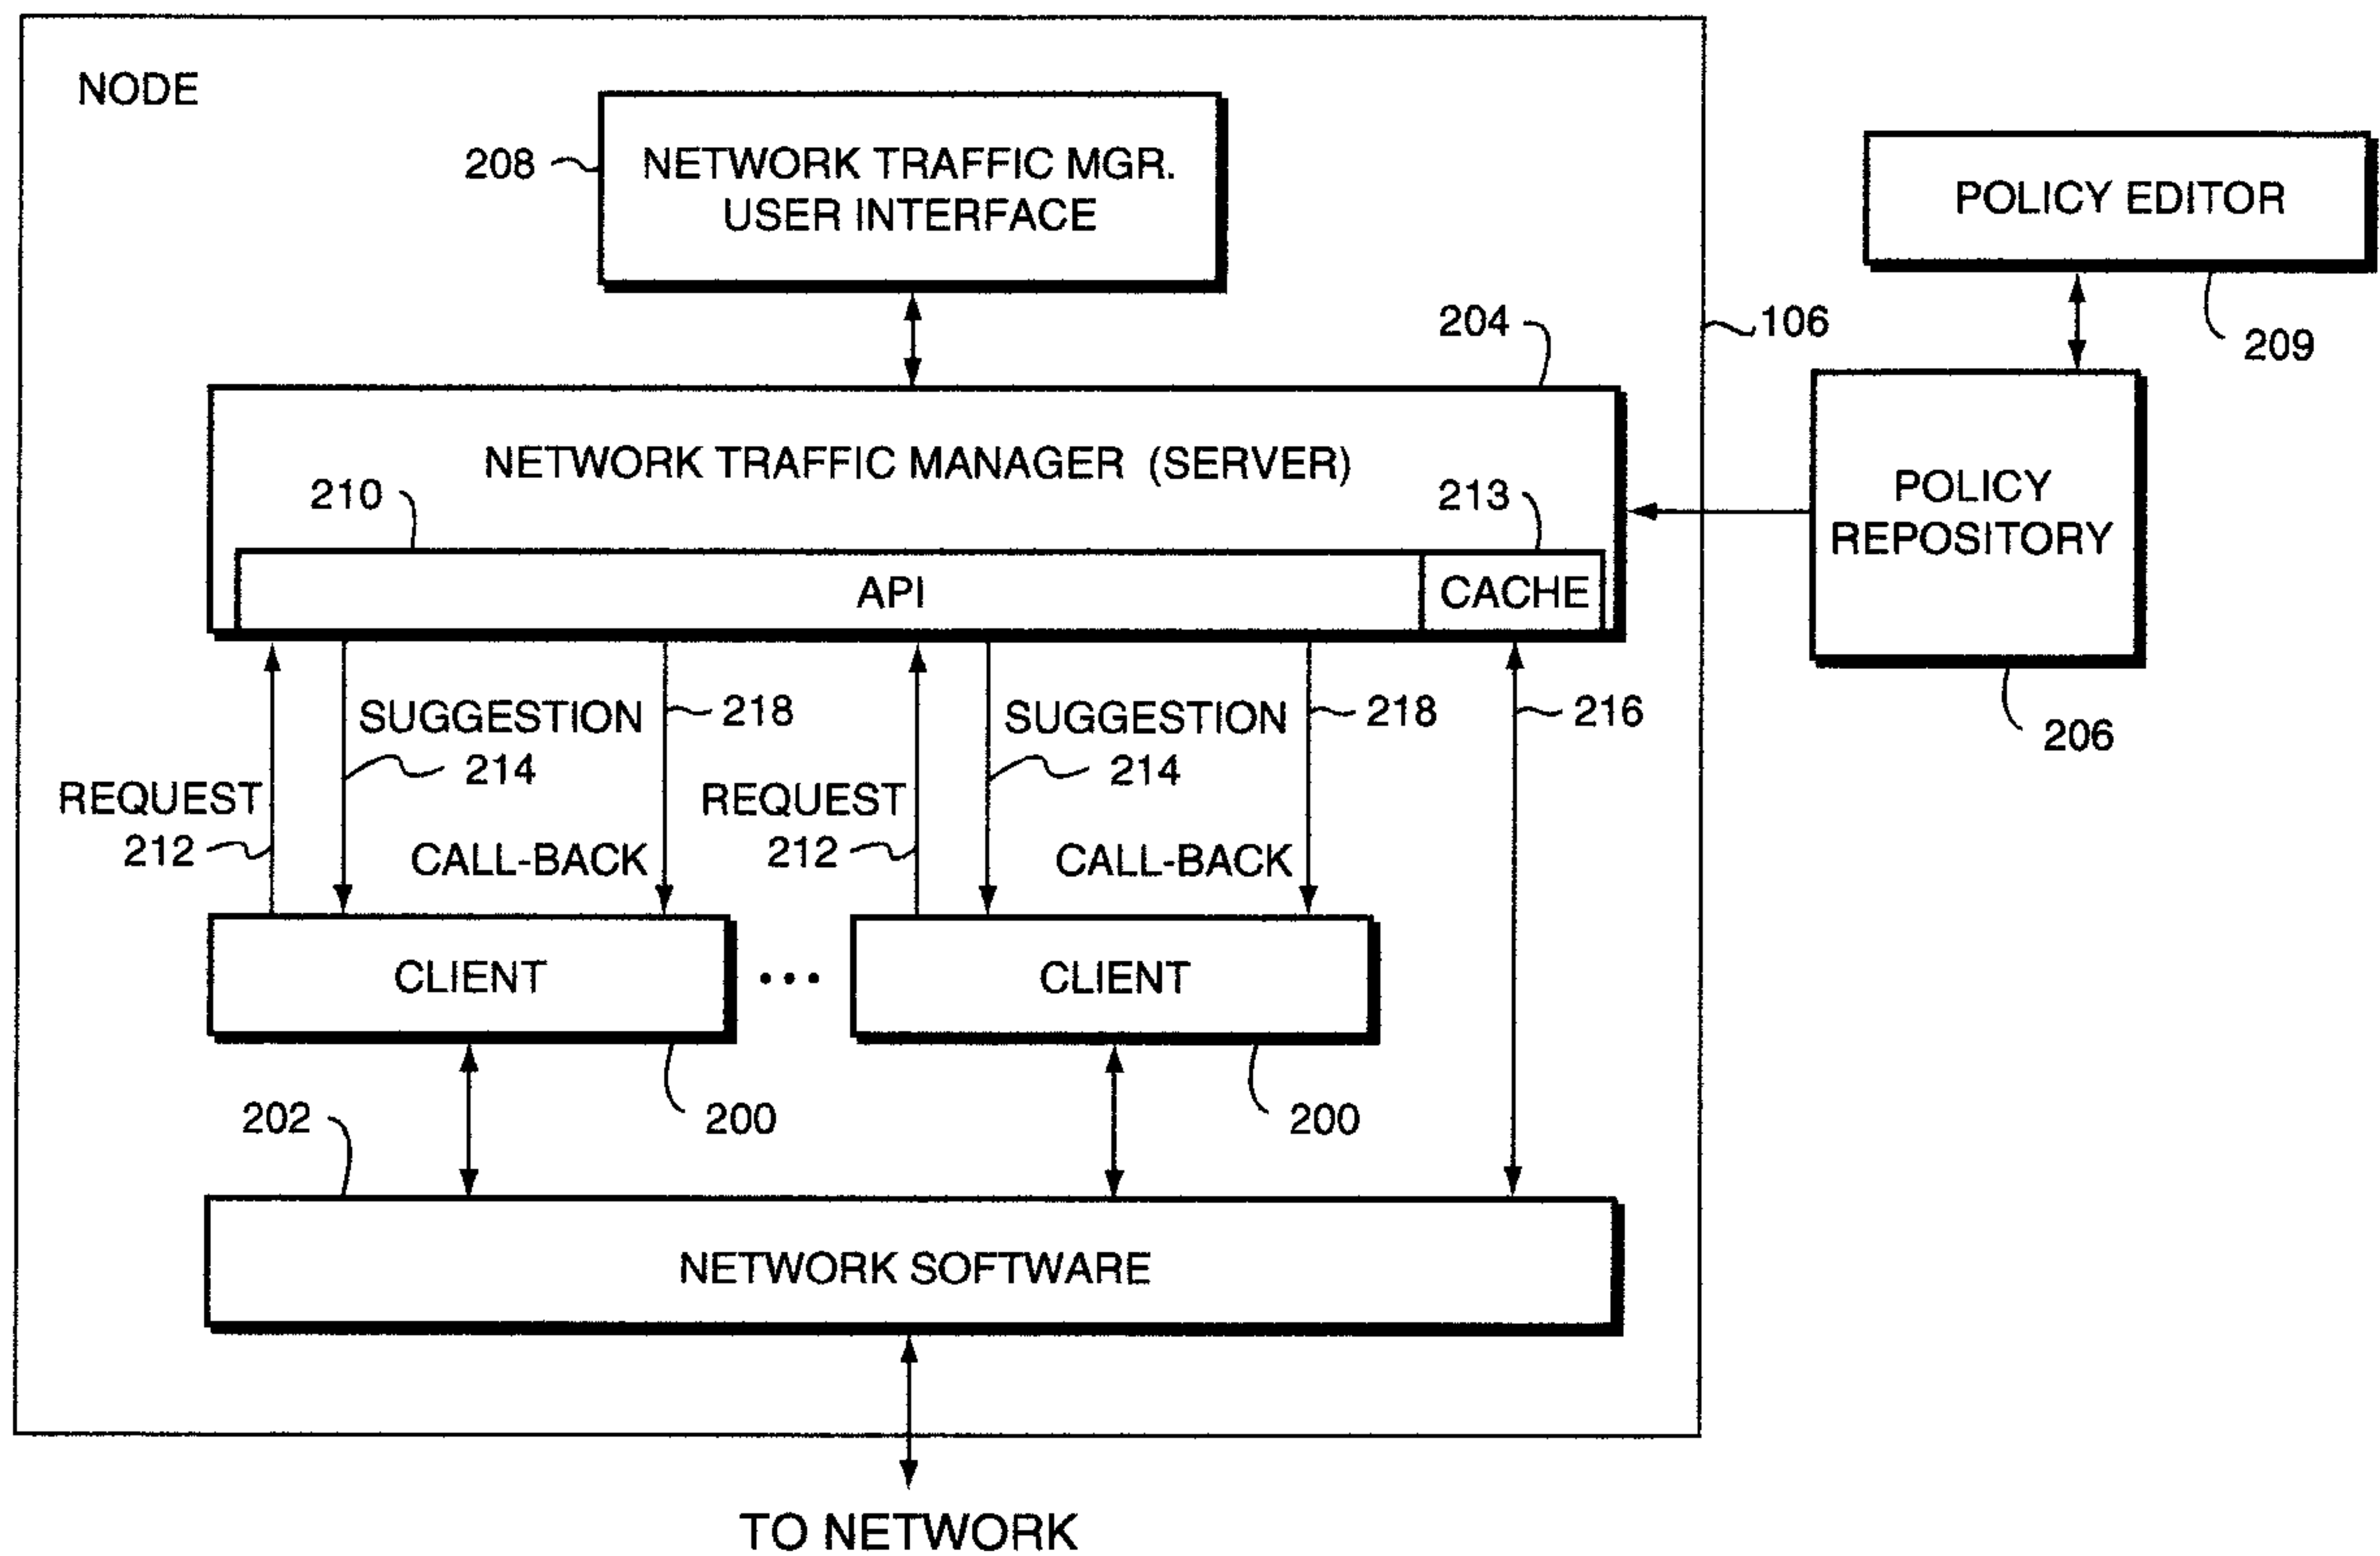 NODE
208
NETWORK TRAFFIC MGR.
USER INTERFACE
POLICY EDITOR
204
106
209
NETWORK TRAFFIC MANAGER (SERVER)
210
213
POLICY
REPOSITORY
API
CACHE
SUGGESTION
218
SUGGESTION
218
216
206
214
214
REQUEST
REQUEST
212
CALL-BACK
212
CALL-BACK
CLIENT
...
CLIENT
202
200
200
NETWORK SOFTWARE
TO NETWORK